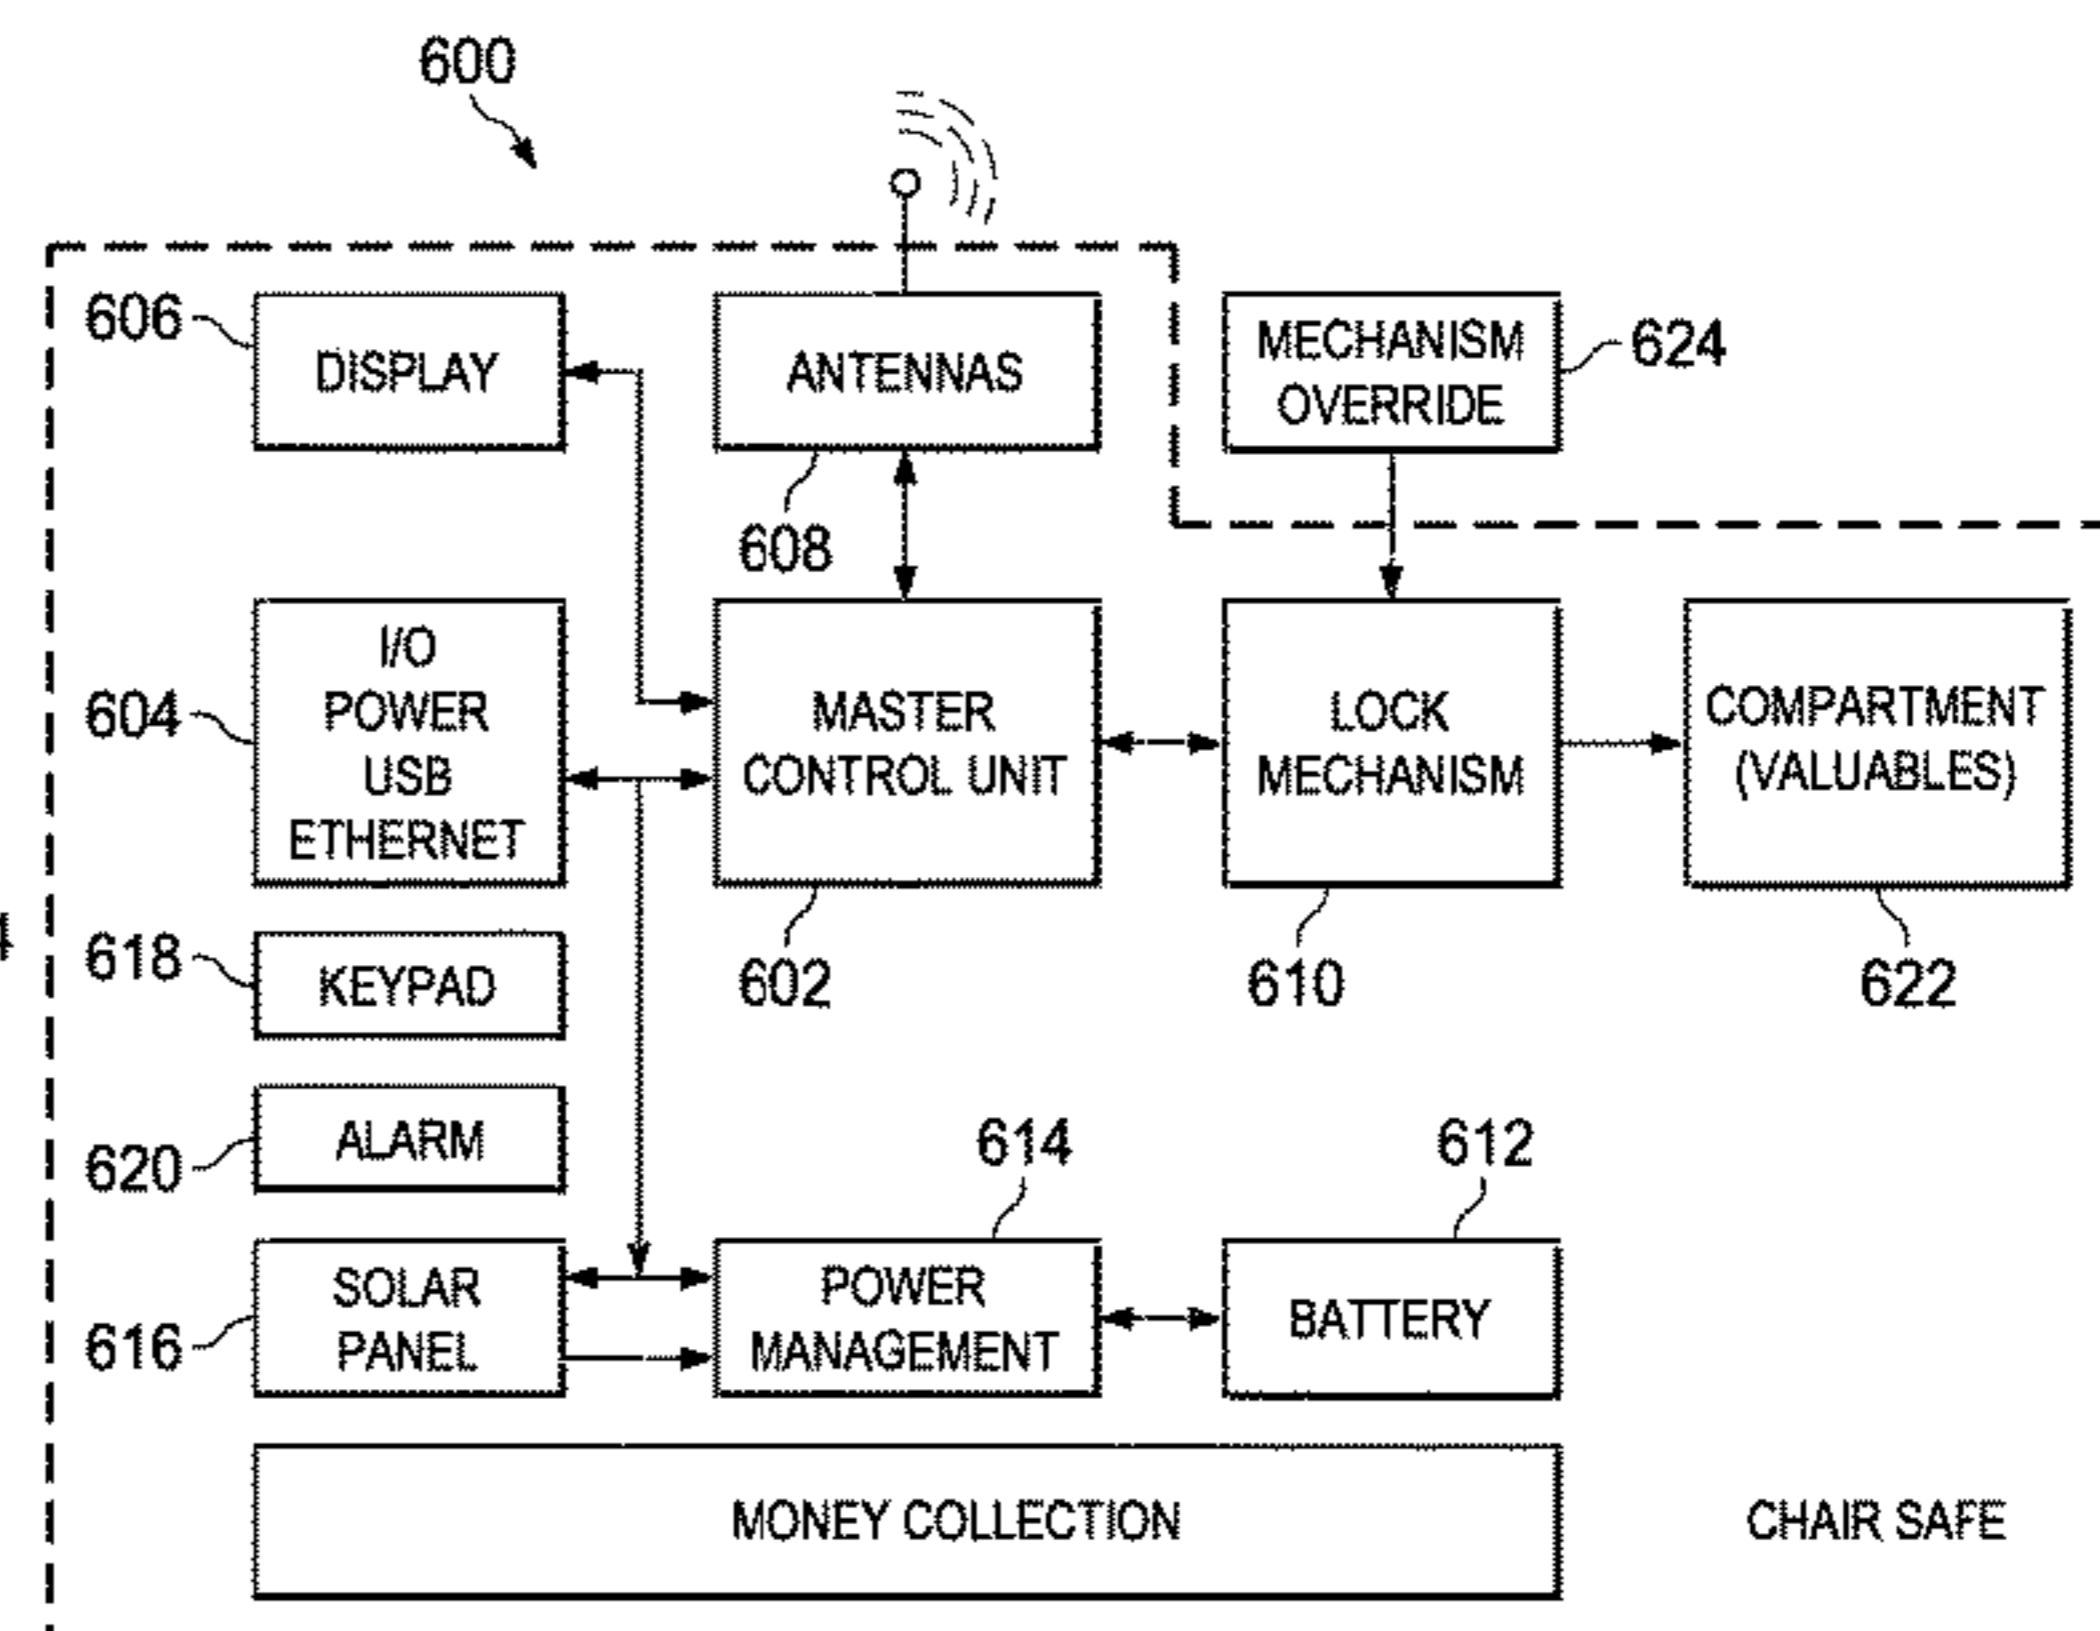 600
606
DISPLAY
ANTENNAS
MECHANISM
OVERRIDE
624
608
604
I/O
POWER
USB
ETHERNET
MASTER
CONTROL UNIT
LOCK
MECHANISM
COMPARTMENT
(VALUABLES)
618
KEYPAD
602
610
622
620
ALARM
614
612
616
SOLAR
PANEL
POWER
MANAGEMENT
BATTERY
MONEY COLLECTION
CHAIR SAFE